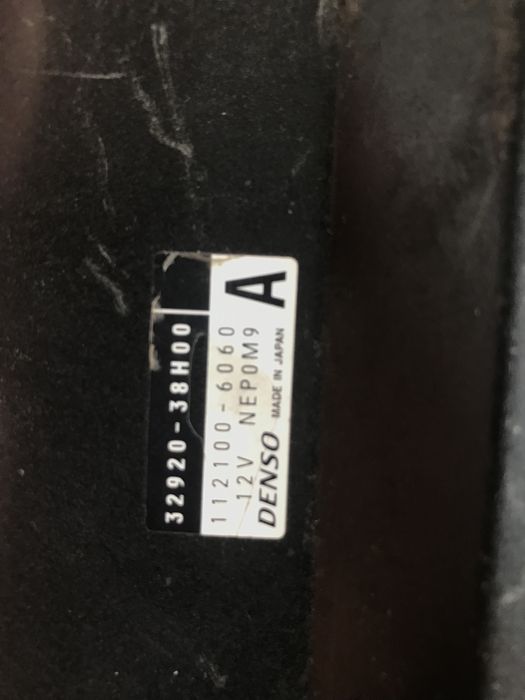 32920-38H00
112100-6060
12V NEP0M9
DENSO MADE IN JAPAN
A